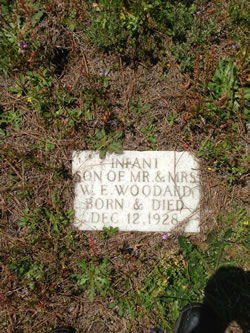 INFANT
SON OF MR. & MRS.
W. E. WOODARD
BORN & DIED
DEC 12, 1928